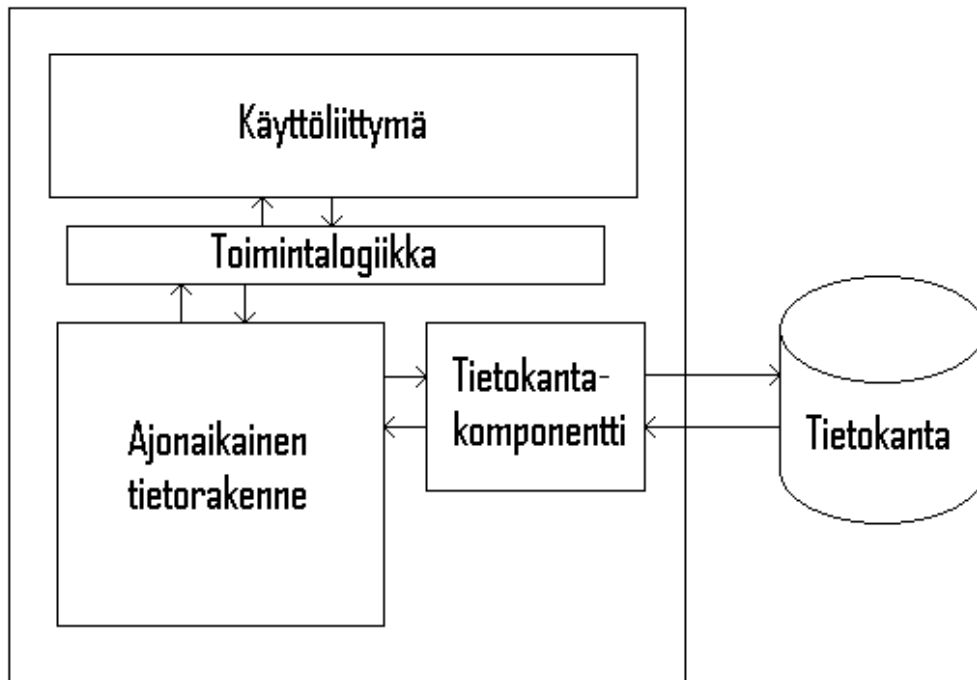 Käyttöliittymä
Toimintalogiikka
Ajonaikainen
tietorakenne
Tietokanta-
komponentti
Tietokanta